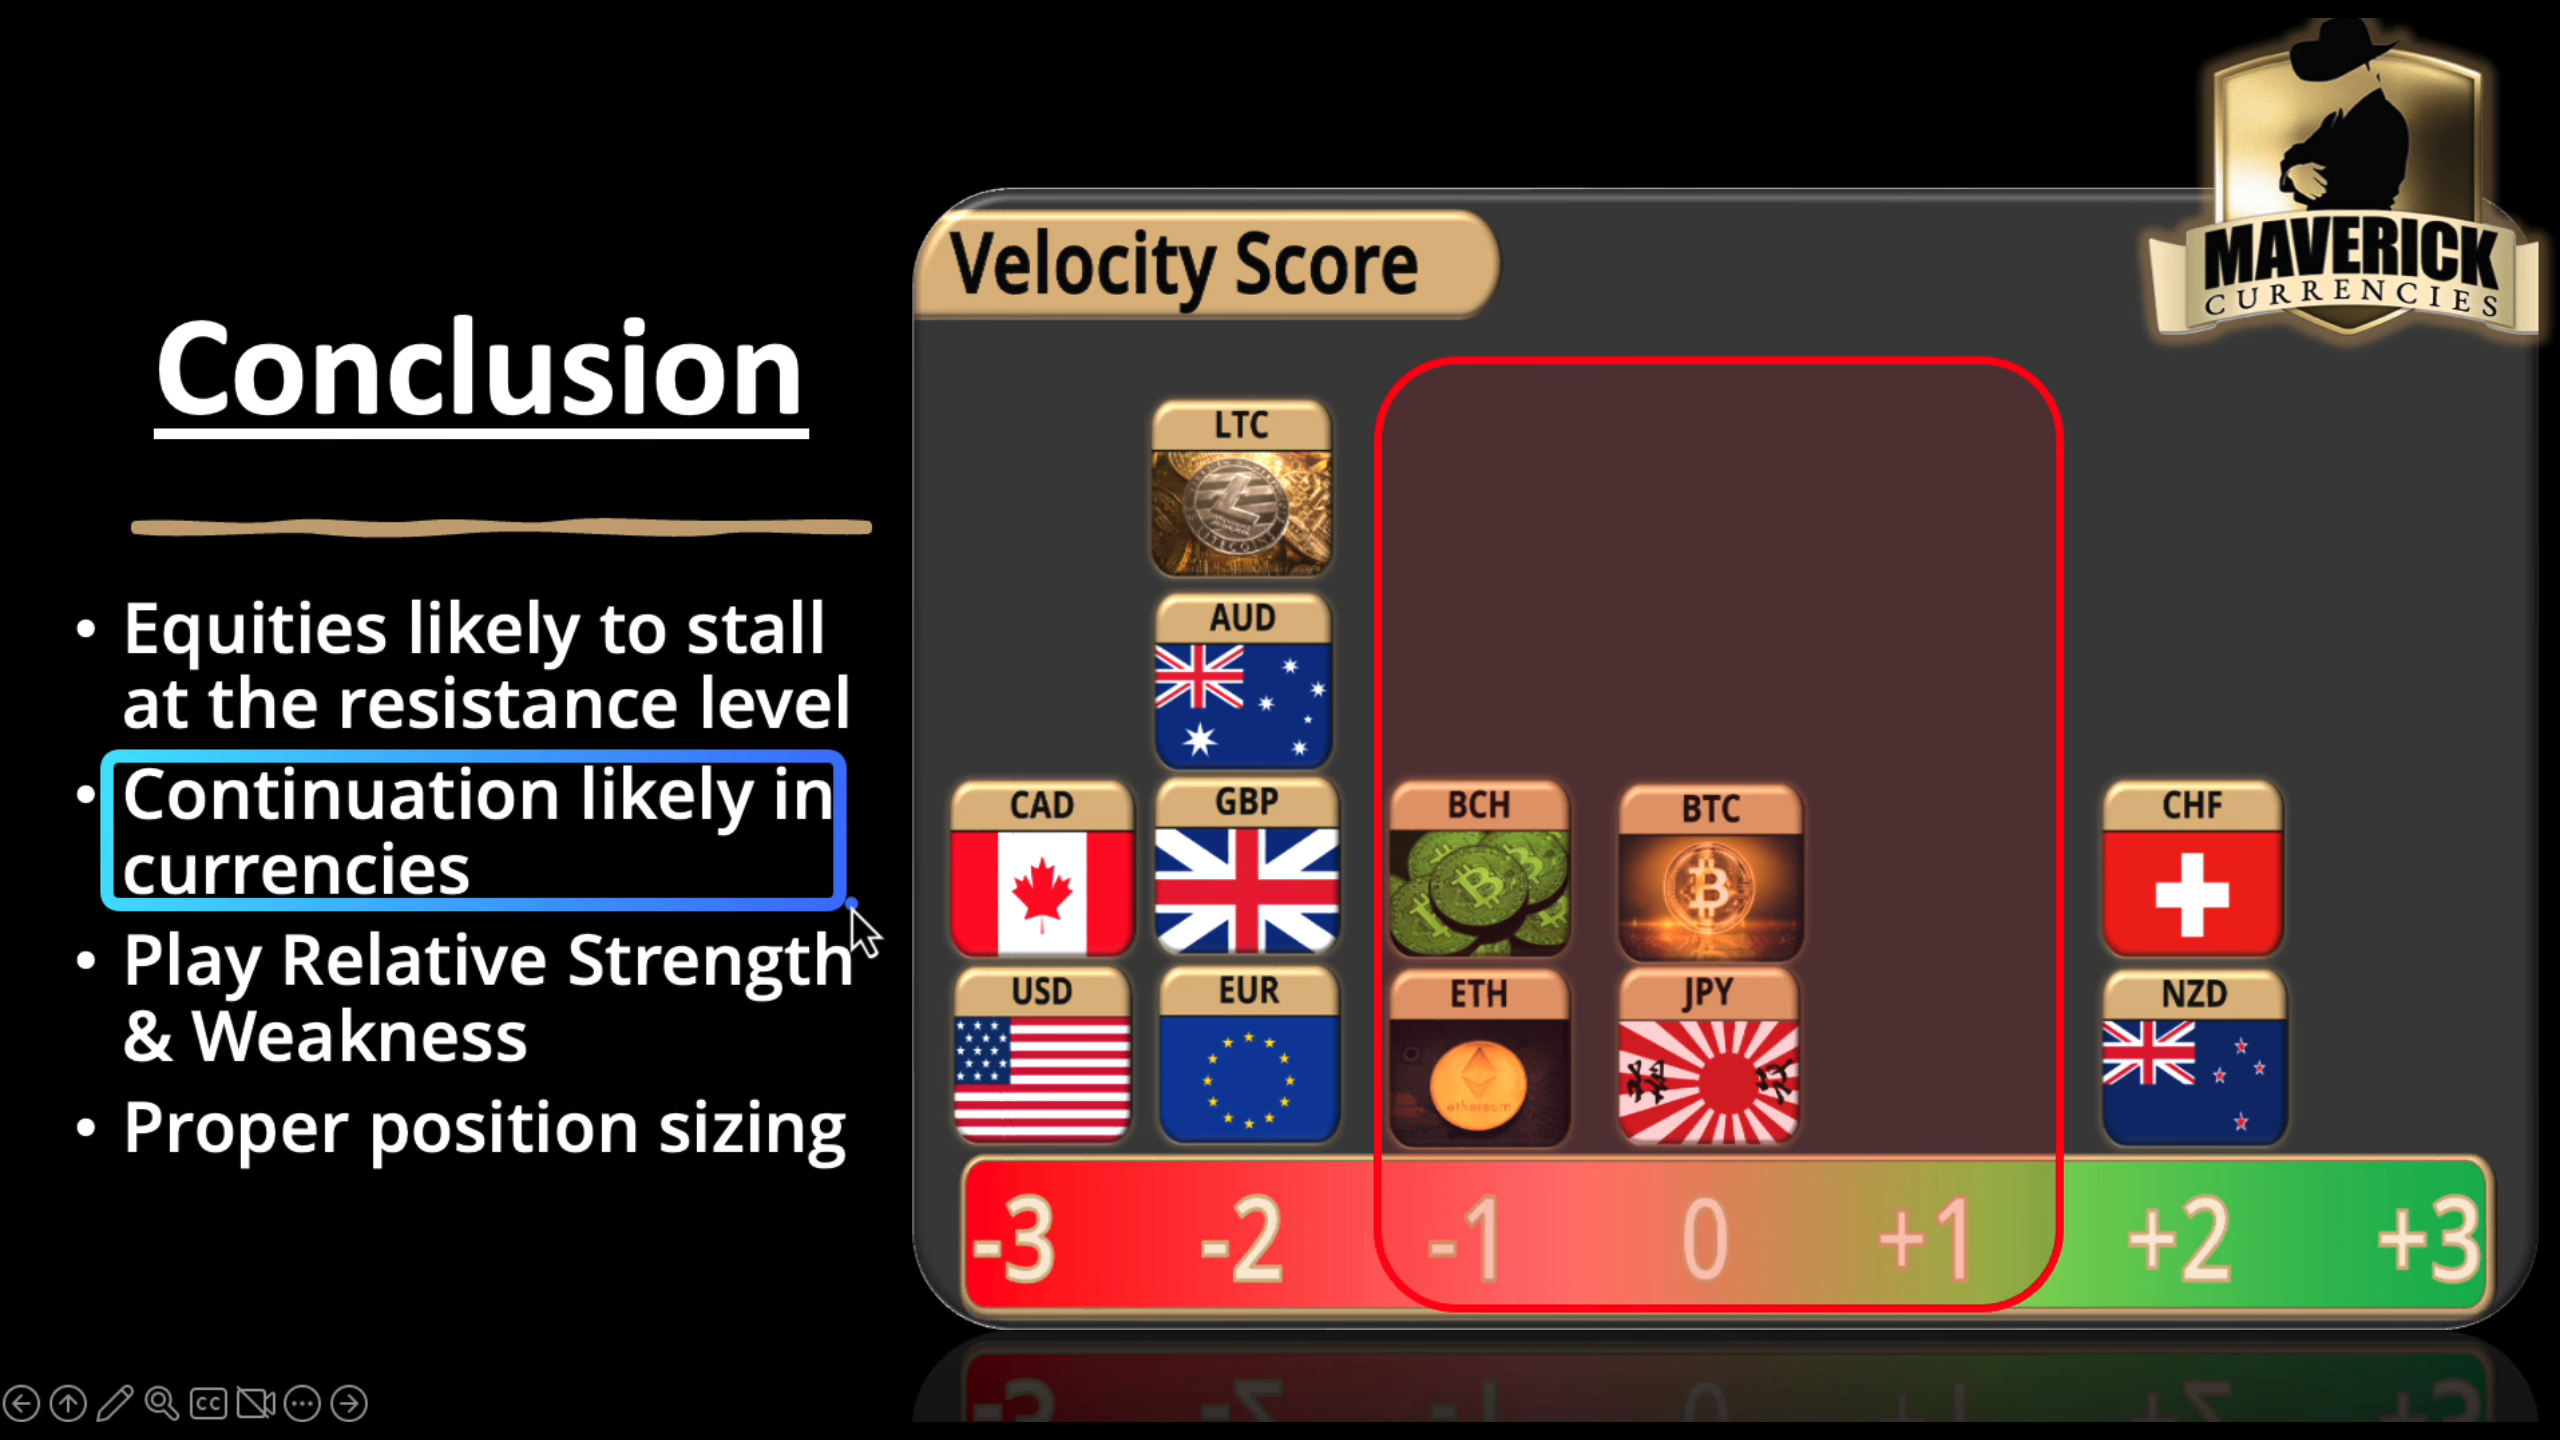 MAVERICK
CURRENCIES
Velocity Score
Conclusion
• Equities likely to stall
at the resistance level
• Continuation likely in
currencies
• Play Relative Strength
& Weakness
• Proper position sizing
LTC
AUD
CAD
GBP
BCH
BTC
CHF
USD
EUR
ETH
JPY
NZD
ethereum
-3 -2 -1 0 +1 +2 +3
CC